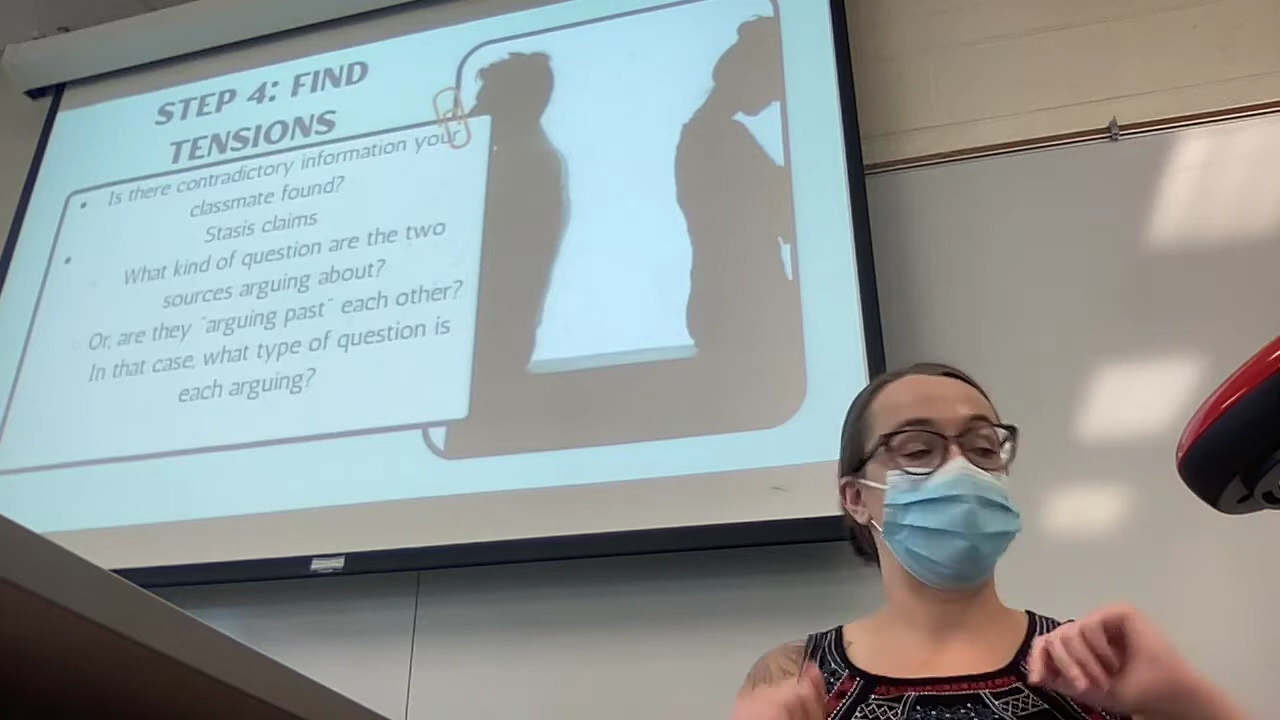 STEP 4: FIND
TENSIONS
• Is there contradictory information your
classmate found?
Stasis claims
• What kind of question are the two
sources arguing about?
Or, are they "arguing past" each other?
In that case, what type of question is
each arguing?